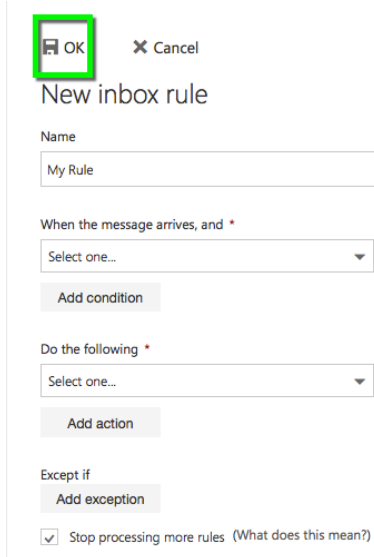 OK Cancel
New inbox rule
Name
My Rule
When the message arrives, and *
Select one...
Add condition
Do the following *
Select one...
Add action
Except if
Add exception
Stop processing more rules (What does this mean?)